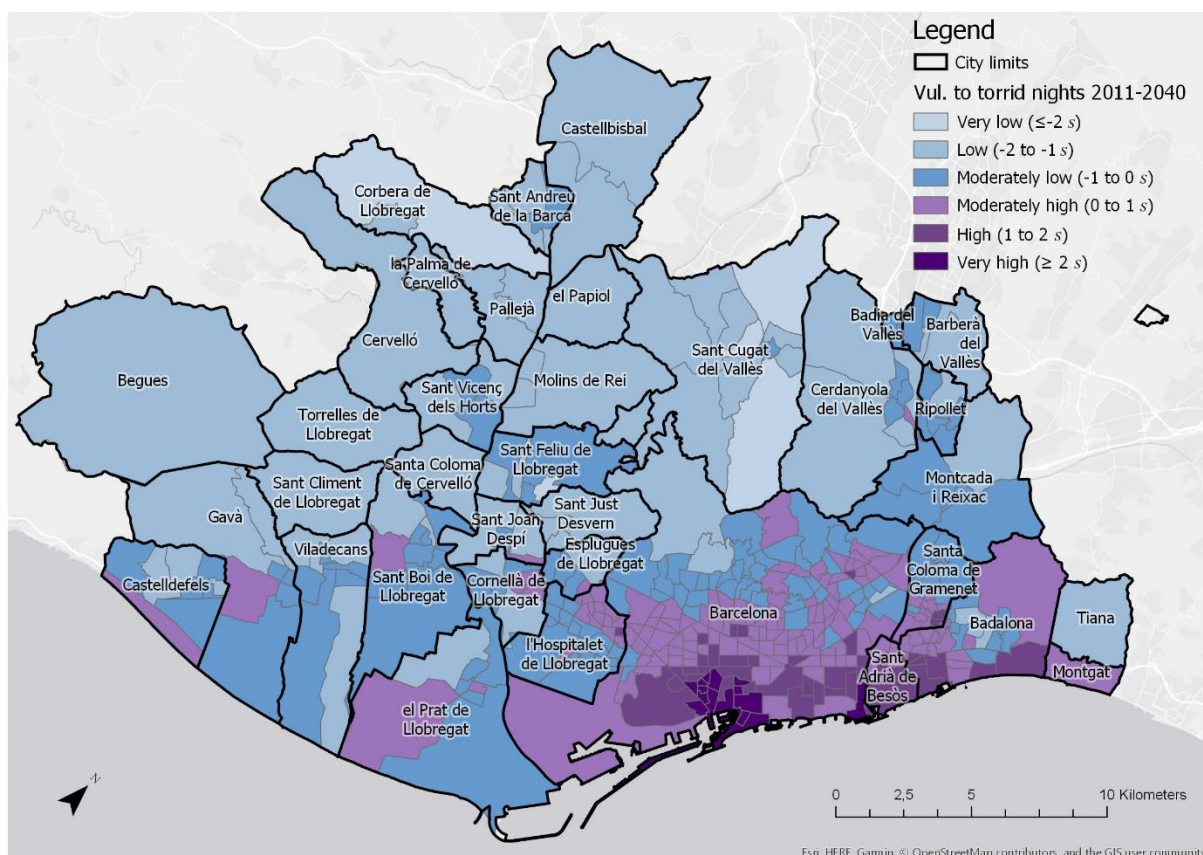 Legend
City limits
Vul. to torrid nights 2011-2040
Very low (≤-2 s)
Low (-2 to -1 s)
Moderately low (-1 to 0 s)
Moderately high (0 to 1 s)
High (1 to 2 s)
Very high (≥ 2 s)
Castellbisbal
Corbera de
Llobregat
Sant Andreu
de la Barca
la Palma de
Cervelló
Pallejà
el Papiol
Cervelló
Begues
Sant Vicenç
dels Horts
Molins de Rei
Sant Cugat
del Vallès
Badia del
Vallès
Barberà
del
Vallès
Cerdanyola
del Vallès
Ripollet
Torrelles de
Llobregat
Sant Feliu de
Llobregat
Santa Coloma
de Cervelló
Montcada
i Reixac
Sant Climent
de Llobregat
Gavà
Sant Just
Desvern
Sant Joan
Despí
Viladecans
Esplugues de
Llobregat
Santa
Coloma de
Gramenet
Castelldefels
Sant Boi de
Llobregat
Cornellà de
Llobregat
Barcelona
Badalona
Tiana
l'Hospitalet
de Llobregat
Sant
Adrià de
Besòs
Montgat
el Prat de
Llobregat
N
0 2,5 5 10 Kilometers
Esri, HERE, Garmin, © OpenStreetMap contributors, and the GIS user community